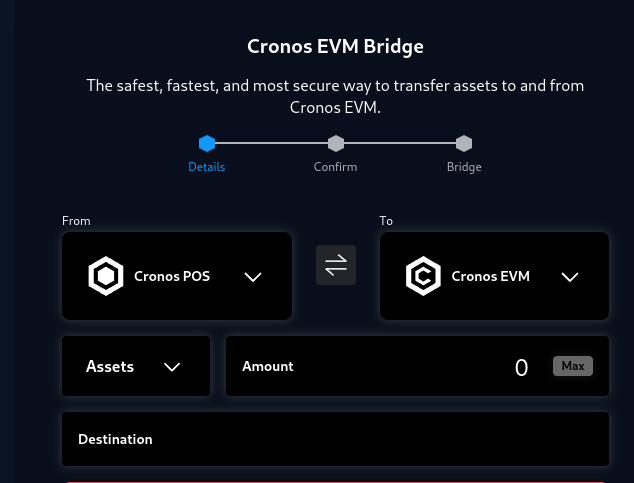 Cronos EVM Bridge
The safest, fastest, and most secure way to transfer assets to and from
Cronos EVM.
Details Confirm Bridge
From To
Cronos POS Cronos EVM
Assets Amount 0 Max
Destination